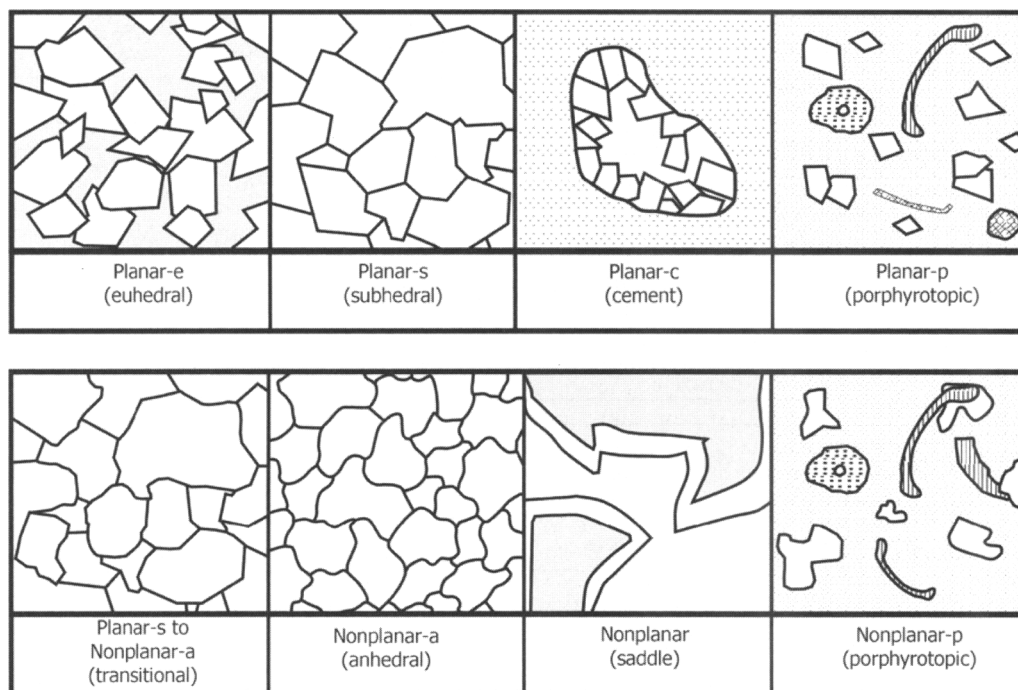 Planar-e
(euhedral)
Planar-s
(subhedral)
Planar-c
(cement)
Planar-p
(porphyrotopic)
Planar-s to
Nonplanar-a
(transitional)
Nonplanar-a
(anhedral)
Nonplanar
(saddle)
Nonplanar-p
(porphyrotopic)